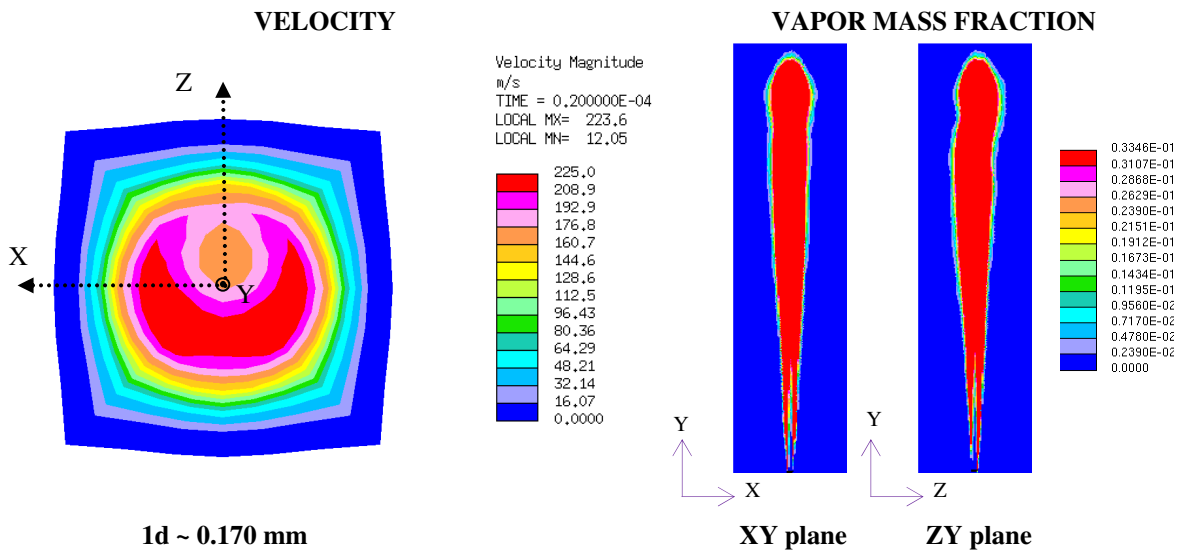 VELOCITY
VAPOR MASS FRACTION
Velocity Magnitude
m/s
TIME = 0.200000E-04
LOCAL MX= 223.6
LOCAL MN= 12.05
Z
X
Y
225.0
208.9
192.9
176.8
160.7
144.6
128.6
112.5
96.43
80.36
64.29
48.21
32.14
16.07
0.0000
0.3346E-01
0.3107E-01
0.2868E-01
0.2629E-01
0.2390E-01
0.2151E-01
0.1912E-01
0.1673E-01
0.1434E-01
0.1195E-01
0.9560E-02
0.7170E-02
0.4780E-02
0.2390E-02
0.0000
Y
X
Y
Z
1d ~ 0.170 mm
XY plane
ZY plane